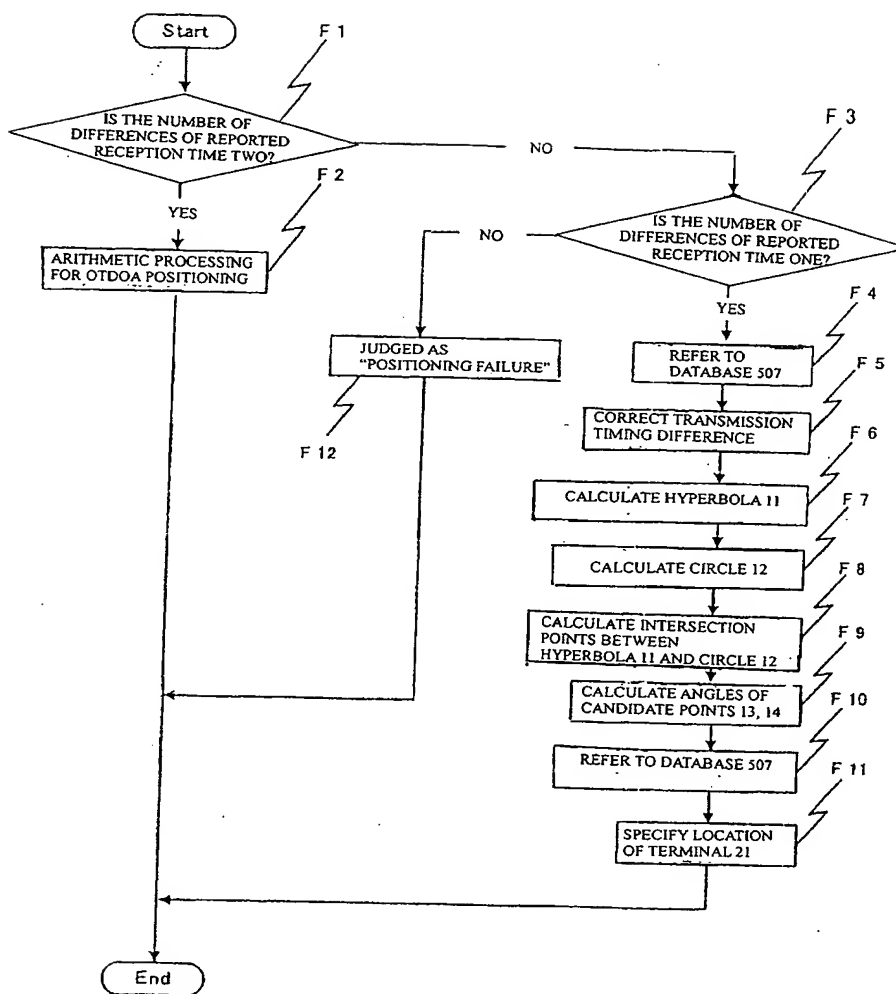 Start
F 1
IS THE NUMBER OF
DIFFERENCES OF REPORTED
RECEPTION TIME TWO?
NO
F 3
YES
F 2
ARITHMETIC PROCESSING
FOR OTDOA POSITIONING
IS THE NUMBER OF
DIFFERENCES OF REPORTED
RECEPTION TIME ONE?
NO
YES
JUDGED AS
"POSITIONING FAILURE"
F 12
F 4
REFER TO
DATABASE 507
F 5
CORRECT TRANSMISSION
TIMING DIFFERENCE
F 6
CALCULATE HYPERBOLA 11
F 7
CALCULATE CIRCLE 12
F 8
CALCULATE INTERSECTION
POINTS BETWEEN
HYPERBOLA 11 AND CIRCLE 12
F 9
CALCULATE ANGLES OF
CANDIDATE POINTS 13, 14
F 10
REFER TO DATABASE 507
F 11
SPECIFY LOCATION
OF TERMINAL 21
End